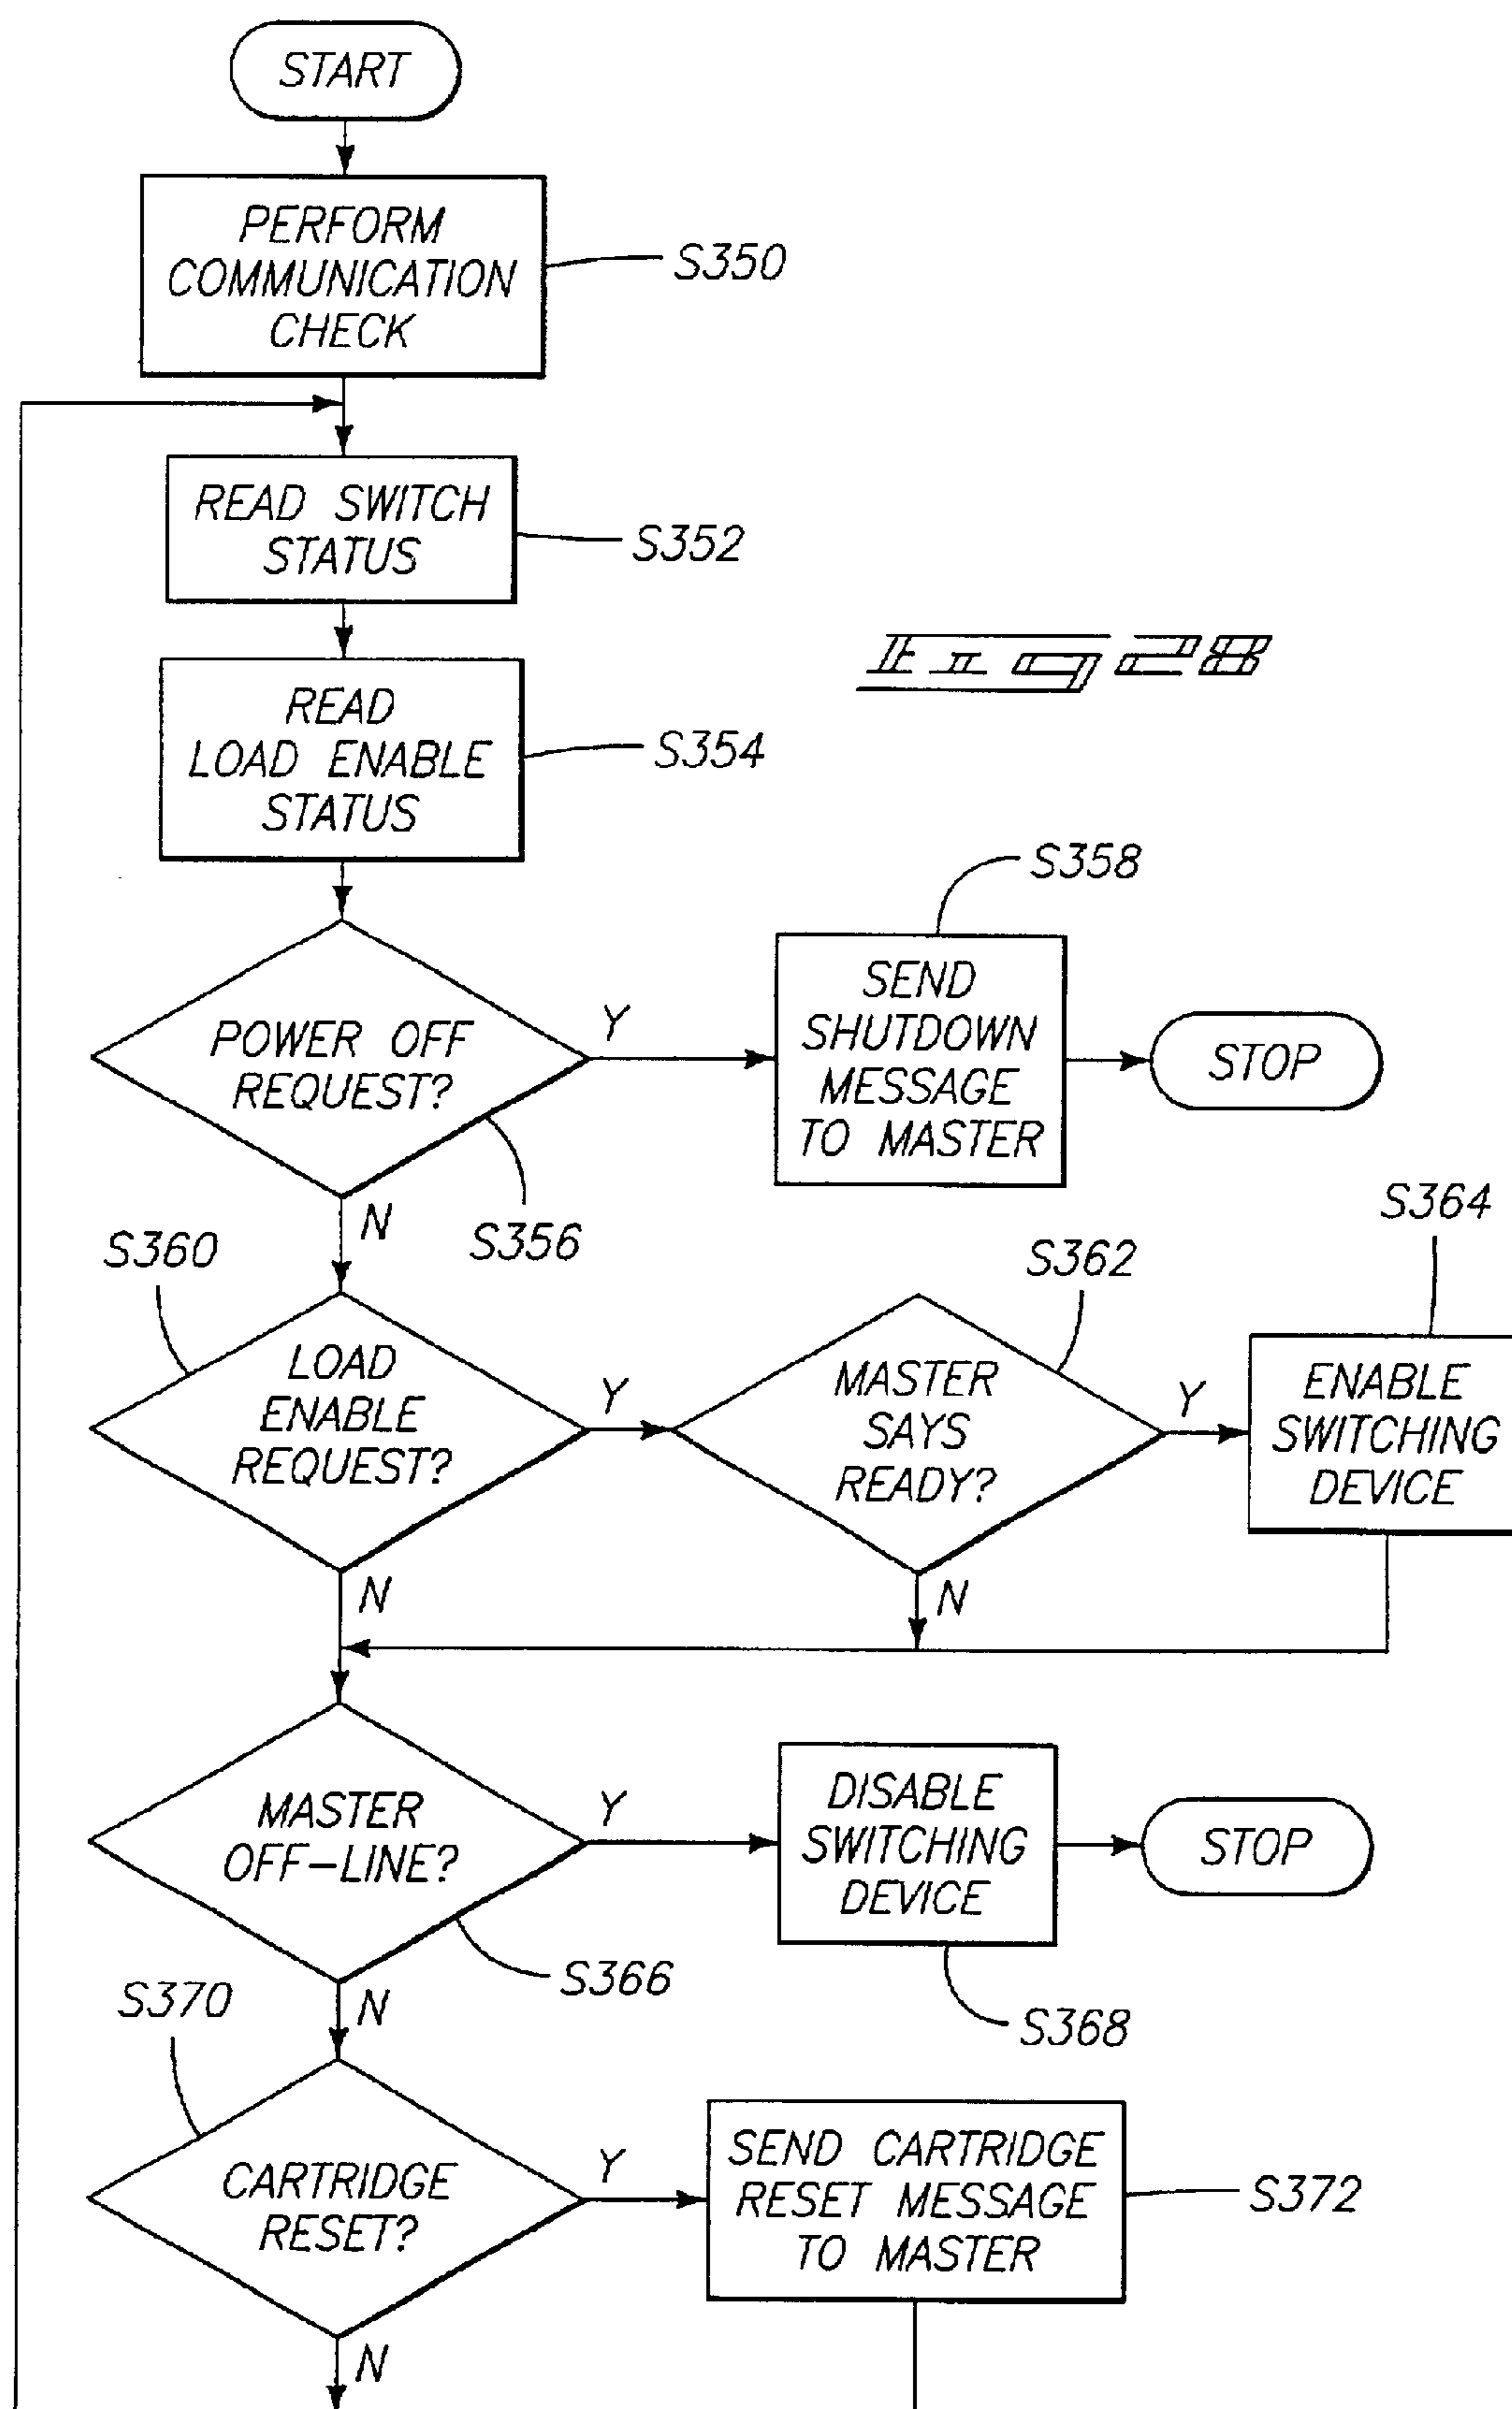 START
PERFORM
COMMUNICATION
CHECK
S350
READ SWITCH
STATUS
S352
Fig 28
READ
LOAD ENABLE
STATUS
S354
S358
SEND
SHUTDOWN
MESSAGE
TO MASTER
STOP
POWER OFF
REQUEST?
Y
N
S356
S360
S362
S364
LOAD
ENABLE
REQUEST?
Y
MASTER
SAYS
READY?
Y
ENABLE
SWITCHING
DEVICE
N
N
MASTER
OFF-LINE?
Y
DISABLE
SWITCHING
DEVICE
STOP
S366
S368
N
S370
CARTRIDGE
RESET?
Y
SEND CARTRIDGE
RESET MESSAGE
TO MASTER
S372
N